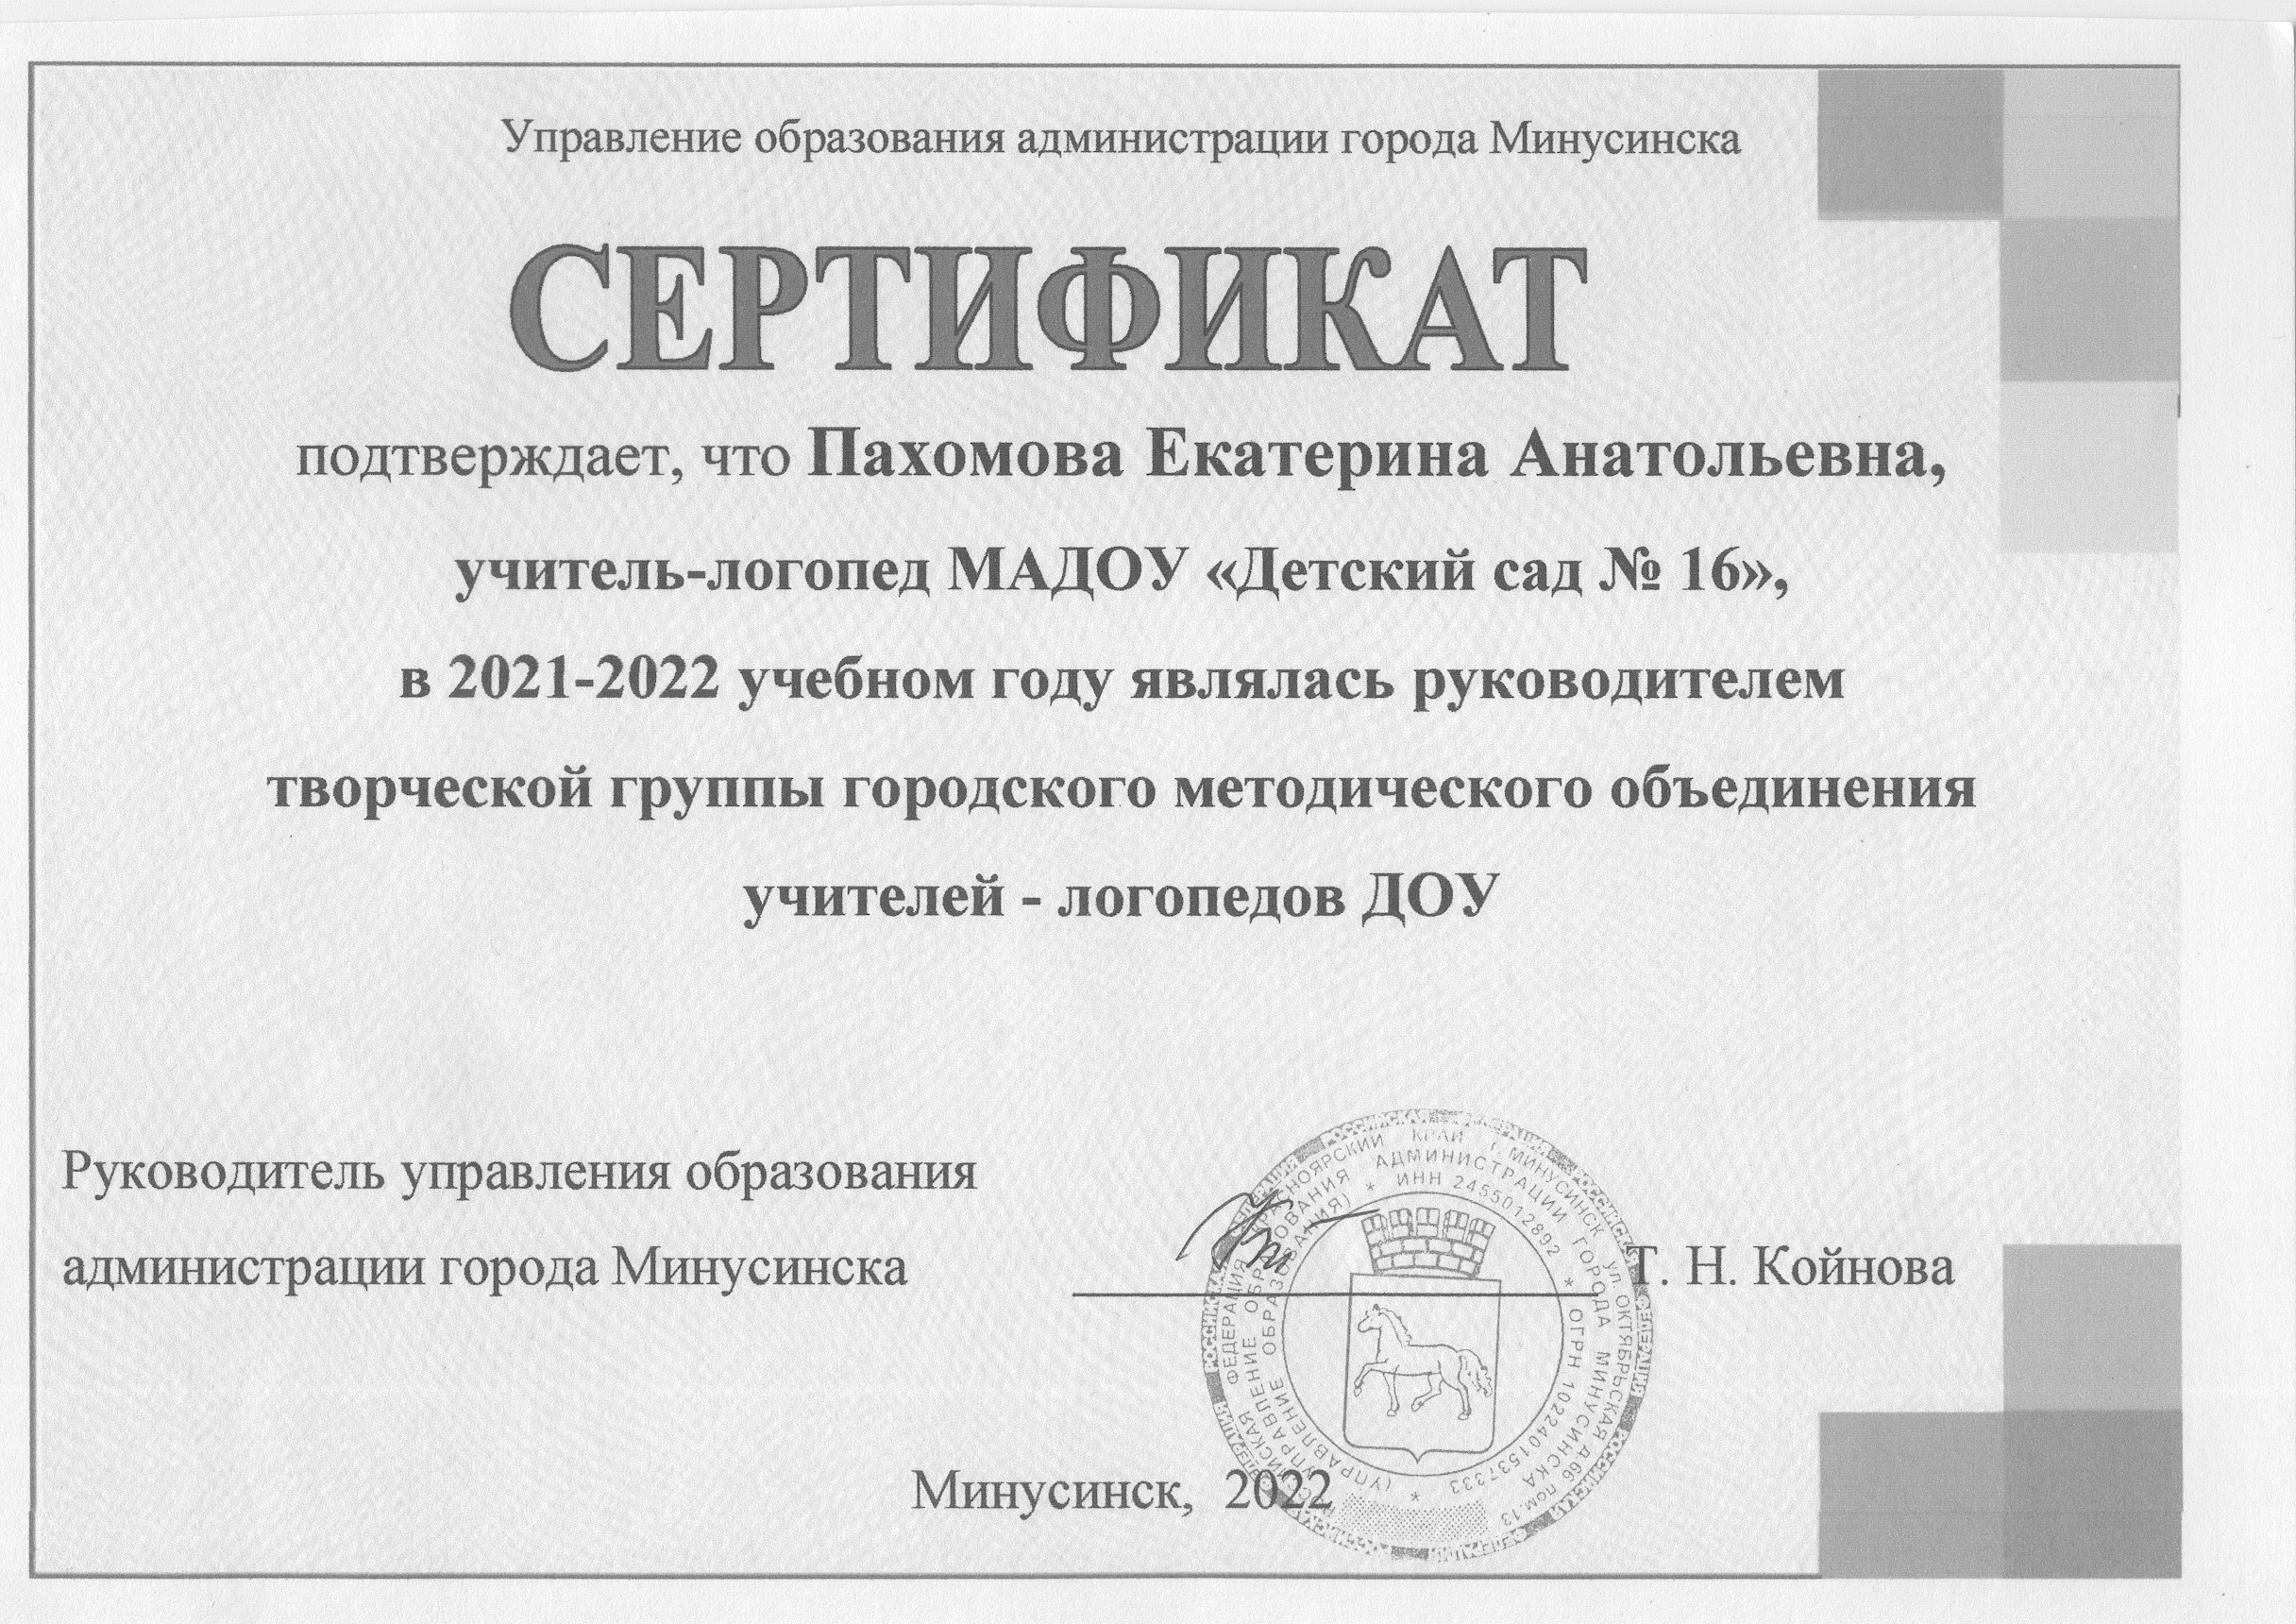 Управление образования администрации города Минусинска
СЕРТИФИКАТ
подтверждает, что Пахомова Екатерина Анатольевна,
учитель-логопед МАДОУ «Детский сад № 16»,
в 2021-2022 учебном году являлась руководителем
творческой группы городского методического объединения
учителей - логопедов ДОУ
Руководитель управления образования
администрации города Минусинска
Т. Н. Койнова
РОССИЙСКАЯ ФЕДЕРАЦИЯ КРАСНОЯРСКИЙ КРАЙ г. МИНУСИНСК ул. ОКТЯБРЬСКАЯ д.66 пом.13
УПРАВЛЕНИЕ ОБРАЗОВАНИЯ АДМИНИСТРАЦИИ ГОРОДА МИНУСИНСКА
(УПРАВЛЕНИЕ ОБРАЗОВАНИЯ) * ИНН 2455012892 * ОГРН 1022401537333 *
Минусинск, 2022